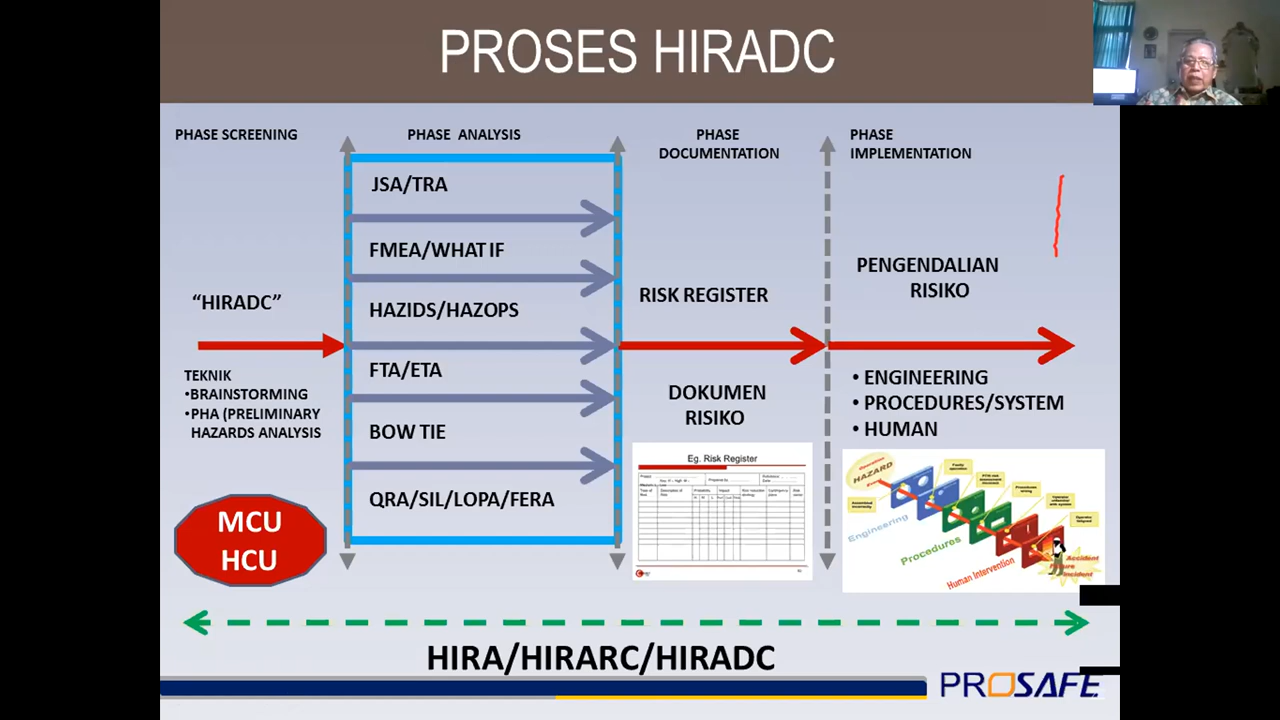 PROSES HIRADC
PHASE SCREENING
PHASE ANALYSIS
PHASE
DOCUMENTATION
PHASE
IMPLEMENTATION
JSA/TRA
FMEA/WHAT IF
HAZIDS/HAZOPS
FTA/ETA
BOW TIE
QRA/SIL/LOPA/FERA
“HIRADC”
TEKNIK
•BRAINSTORMING
•PHA (PRELIMINARY
HAZARDS ANALYSIS
MCU
HCU
RISK REGISTER
DOKUMEN
RISIKO
Eg. Risk Register
PENGENDALIAN
RISIKO
• ENGINEERING
• PROCEDURES/SYSTEM
• HUMAN
HAZARD
Engineering
Procedures
Human Intervention
Accident
Incident
HIRA/HIRARC/HIRADC
PROSAFE